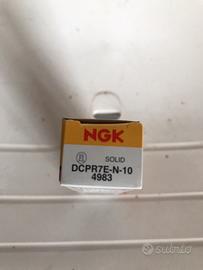 NGK
SOLID
DCPR7E-N-10
4983
subito